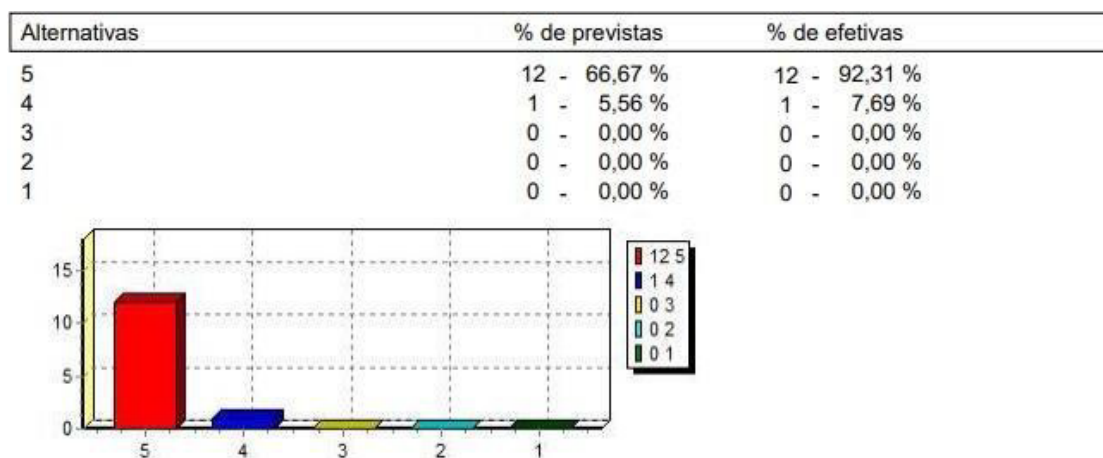 Alternativas % de previstas % de efetivas
5 12 - 66,67 % 12 - 92,31 %
4 1 - 5,56 % 1 - 7,69 %
3 0 - 0,00 % 0 - 0,00 %
2 0 - 0,00 % 0 - 0,00 %
1 0 - 0,00 % 0 - 0,00 %
15
10
5
0
5 4 3 2 1
12 5
1 4
0 3
0 2
0 1